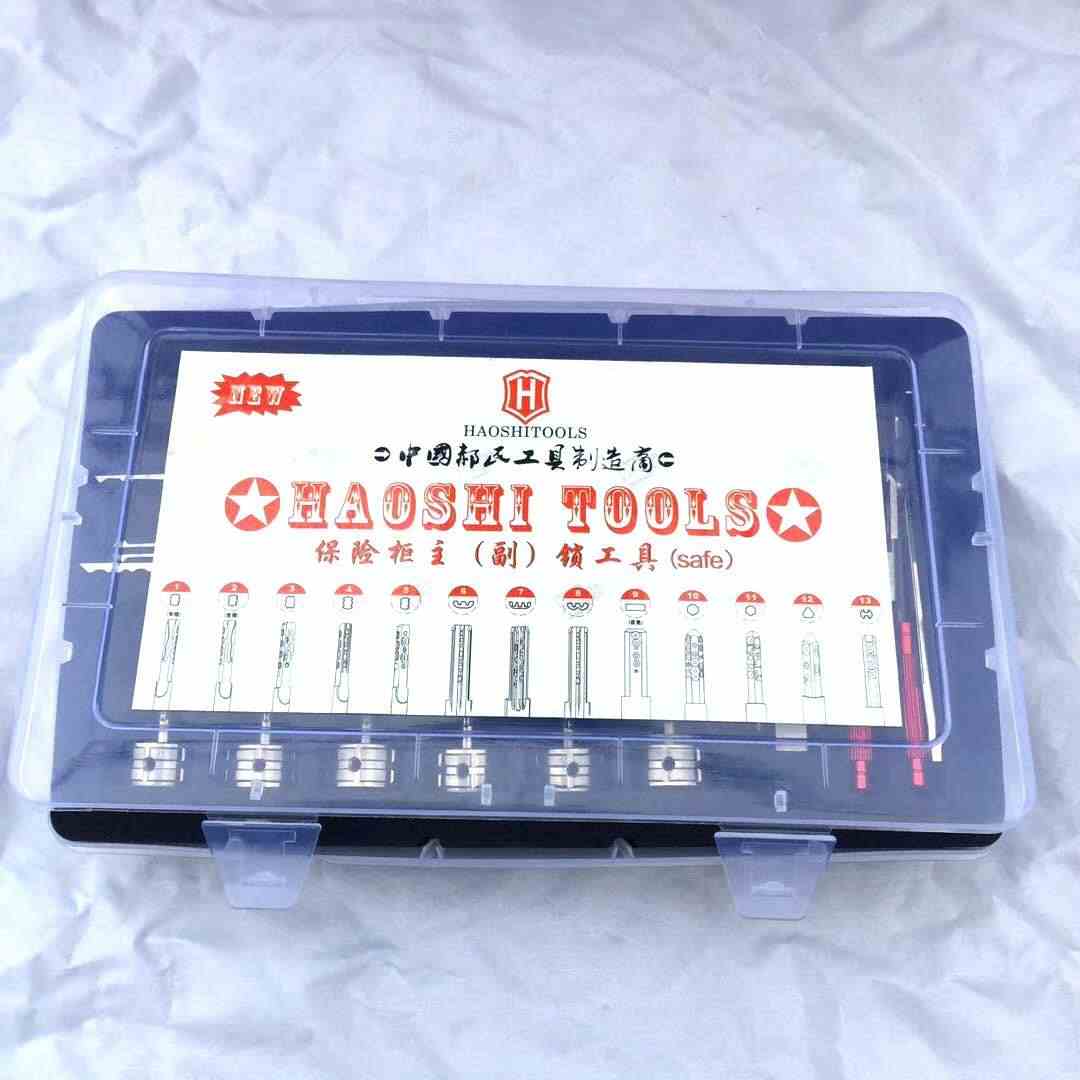 NEW
H
HAOSHITOOLS
中國郝氏工具制造商
HAOSHI TOOLS
保险柜主（副）锁工具(safe)
1 2 3 4 5 6 7 8 9 10 11 12 13